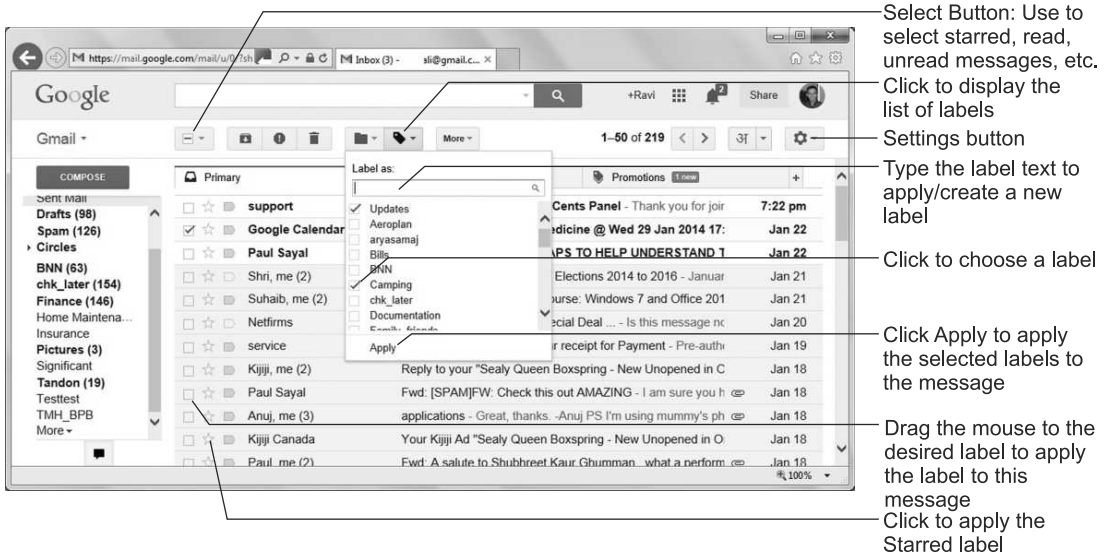 Select Button: Use to
select starred, read,
unread messages, etc.
Click to display the
list of labels
Settings button
Type the label text to
apply/create a new
label
Click to choose a label
Click Apply to apply
the selected labels to
the message
Drag the mouse to the
desired label to apply
the label to this
message
Click to apply the
Starred label
https://mail.google.com/mail/u/0/?sh
Inbox (3) - sli@gmail.c... ×
Google
+Ravi 2 Share
Gmail
More
1–50 of 219 < > अ
COMPOSE
Sent Mail
Drafts (98)
Spam (126)
Circles
BNN (63)
chk_later (154)
Finance (146)
Home Maintena...
Insurance
Pictures (3)
Significant
Tandon (19)
Testtest
TMH_BPB
More
Primary
Promotions 1 new +
Label as:
Updates
Aeroplan
aryasamaj
Bills
BNN
Camping
chk_later
Documentation
Family_friends
Apply
support Cents Panel - Thank you for joir 7:22 pm
Google Calendar edicine @ Wed 29 Jan 2014 17: Jan 22
Paul Sayal APS TO HELP UNDERSTAND T Jan 22
Shri, me (2) Elections 2014 to 2016 - Januar Jan 21
Suhaib, me (2) urse: Windows 7 and Office 201 Jan 21
Netfirms ecial Deal ... - Is this message nc Jan 20
service r receipt for Payment - Pre-auth Jan 19
Kijiji, me (2) Reply to your "Sealy Queen Boxspring - New Unopened in C Jan 18
Paul Sayal Fwd: [SPAM]FW: Check this out AMAZING - I am sure you h Jan 18
Anuj, me (3) applications - Great, thanks. -Anuj PS I'm using mummy's ph Jan 18
Kijiji Canada Your Kijiji Ad "Sealy Queen Boxspring - New Unopened in O Jan 18
Paul, me (2) Fwd: A salute to Shubhreet Kaur Ghumman what a perform Jan 18
100%